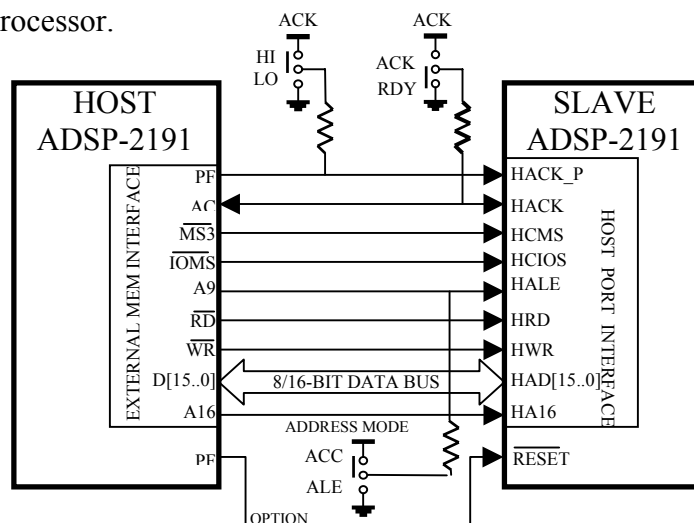 rocessor.
ACK
ACK
HI
LO
ACK
RDY
HOST
ADSP-2191
SLAVE
ADSP-2191
EXTERNAL MEM INTERFACE
HOST PORT INTERFACE
PF
HACK_P
AC
HACK
MS3
HCMS
IOMS
HCIOS
A9
HALE
RD
HRD
WR
HWR
D[15..0]
8/16-BIT DATA BUS
HAD[15..0]
A16
HA16
ADDRESS MODE
ACC
ALE
PF
RESET
OPTION